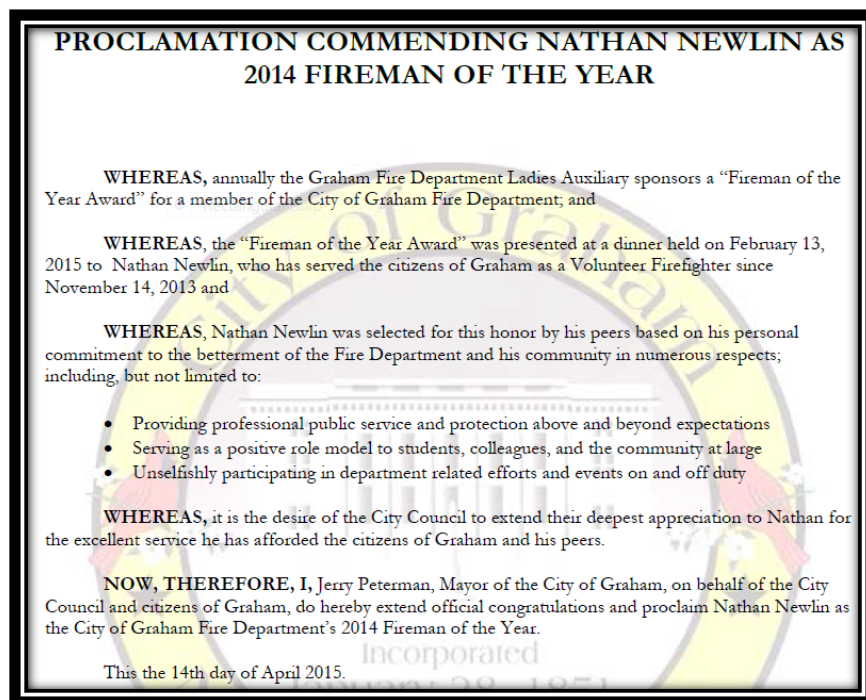 PROCLAMATION COMMENDING NATHAN NEWLIN AS
2014 FIREMAN OF THE YEAR
WHEREAS, annually the Graham Fire Department Ladies Auxiliary sponsors a “Fireman of the
Year Award” for a member of the City of Graham Fire Department; and
WHEREAS, the “Fireman of the Year Award” was presented at a dinner held on February 13,
2015 to Nathan Newlin, who has served the citizens of Graham as a Volunteer Firefighter since
November 14, 2013 and
WHEREAS, Nathan Newlin was selected for this honor by his peers based on his personal
commitment to the betterment of the Fire Department and his community in numerous respects;
including, but not limited to:
• Providing professional public service and protection above and beyond expectations
• Serving as a positive role model to students, colleagues, and the community at large
• Unselfishly participating in department related efforts and events on and off duty
WHEREAS, it is the desire of the City Council to extend their deepest appreciation to Nathan for
the excellent service he has afforded the citizens of Graham and his peers.
NOW, THEREFORE, I, Jerry Peterman, Mayor of the City of Graham, on behalf of the City
Council and citizens of Graham, do hereby extend official congratulations and proclaim Nathan Newlin as
the City of Graham Fire Department’s 2014 Fireman of the Year.
This the 14th day of April 2015.
City of Graham
Incorporated
January 28, 1851